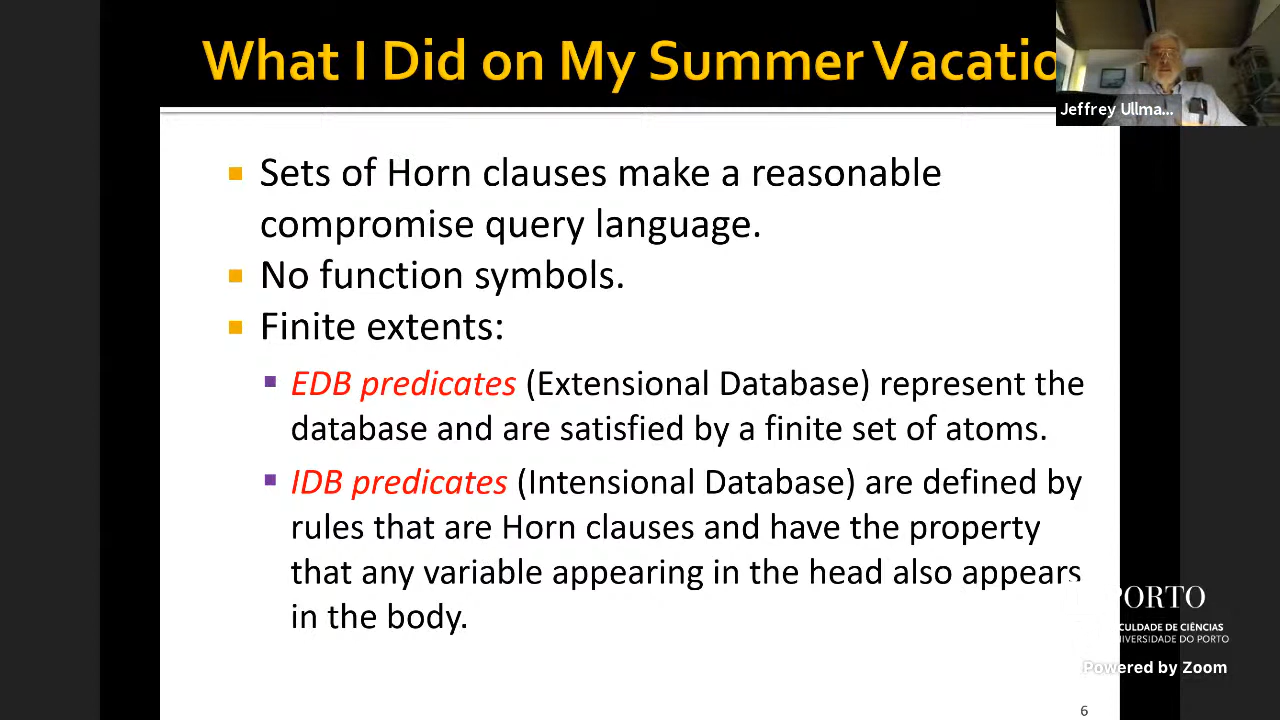 What I Did on My Summer Vacatio
Jeffrey Ullma...
Sets of Horn clauses make a reasonable
compromise query language.
No function symbols.
Finite extents:
EDB predicates (Extensional Database) represent the
database and are satisfied by a finite set of atoms.
IDB predicates (Intensional Database) are defined by
rules that are Horn clauses and have the property
that any variable appearing in the head also appears
in the body.
PORTO
CULDADE DE CIÊNCIAS
IVERSIDADE DO PORTO
Powered by Zoom
6